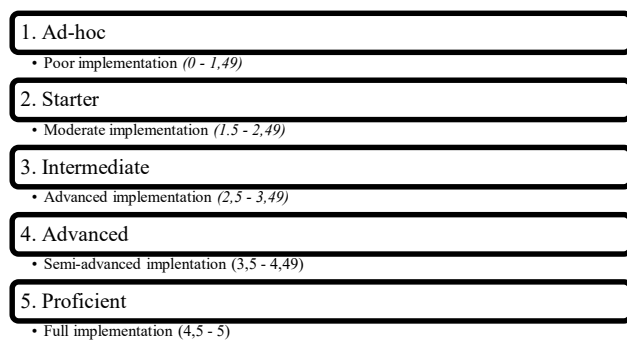 1. Ad-hoc
• Poor implementation (0 - 1,49)
2. Starter
• Moderate implementation (1.5 - 2,49)
3. Intermediate
• Advanced implementation (2,5 - 3,49)
4. Advanced
• Semi-advanced implentation (3,5 - 4,49)
5. Proficient
• Full implementation (4,5 - 5)